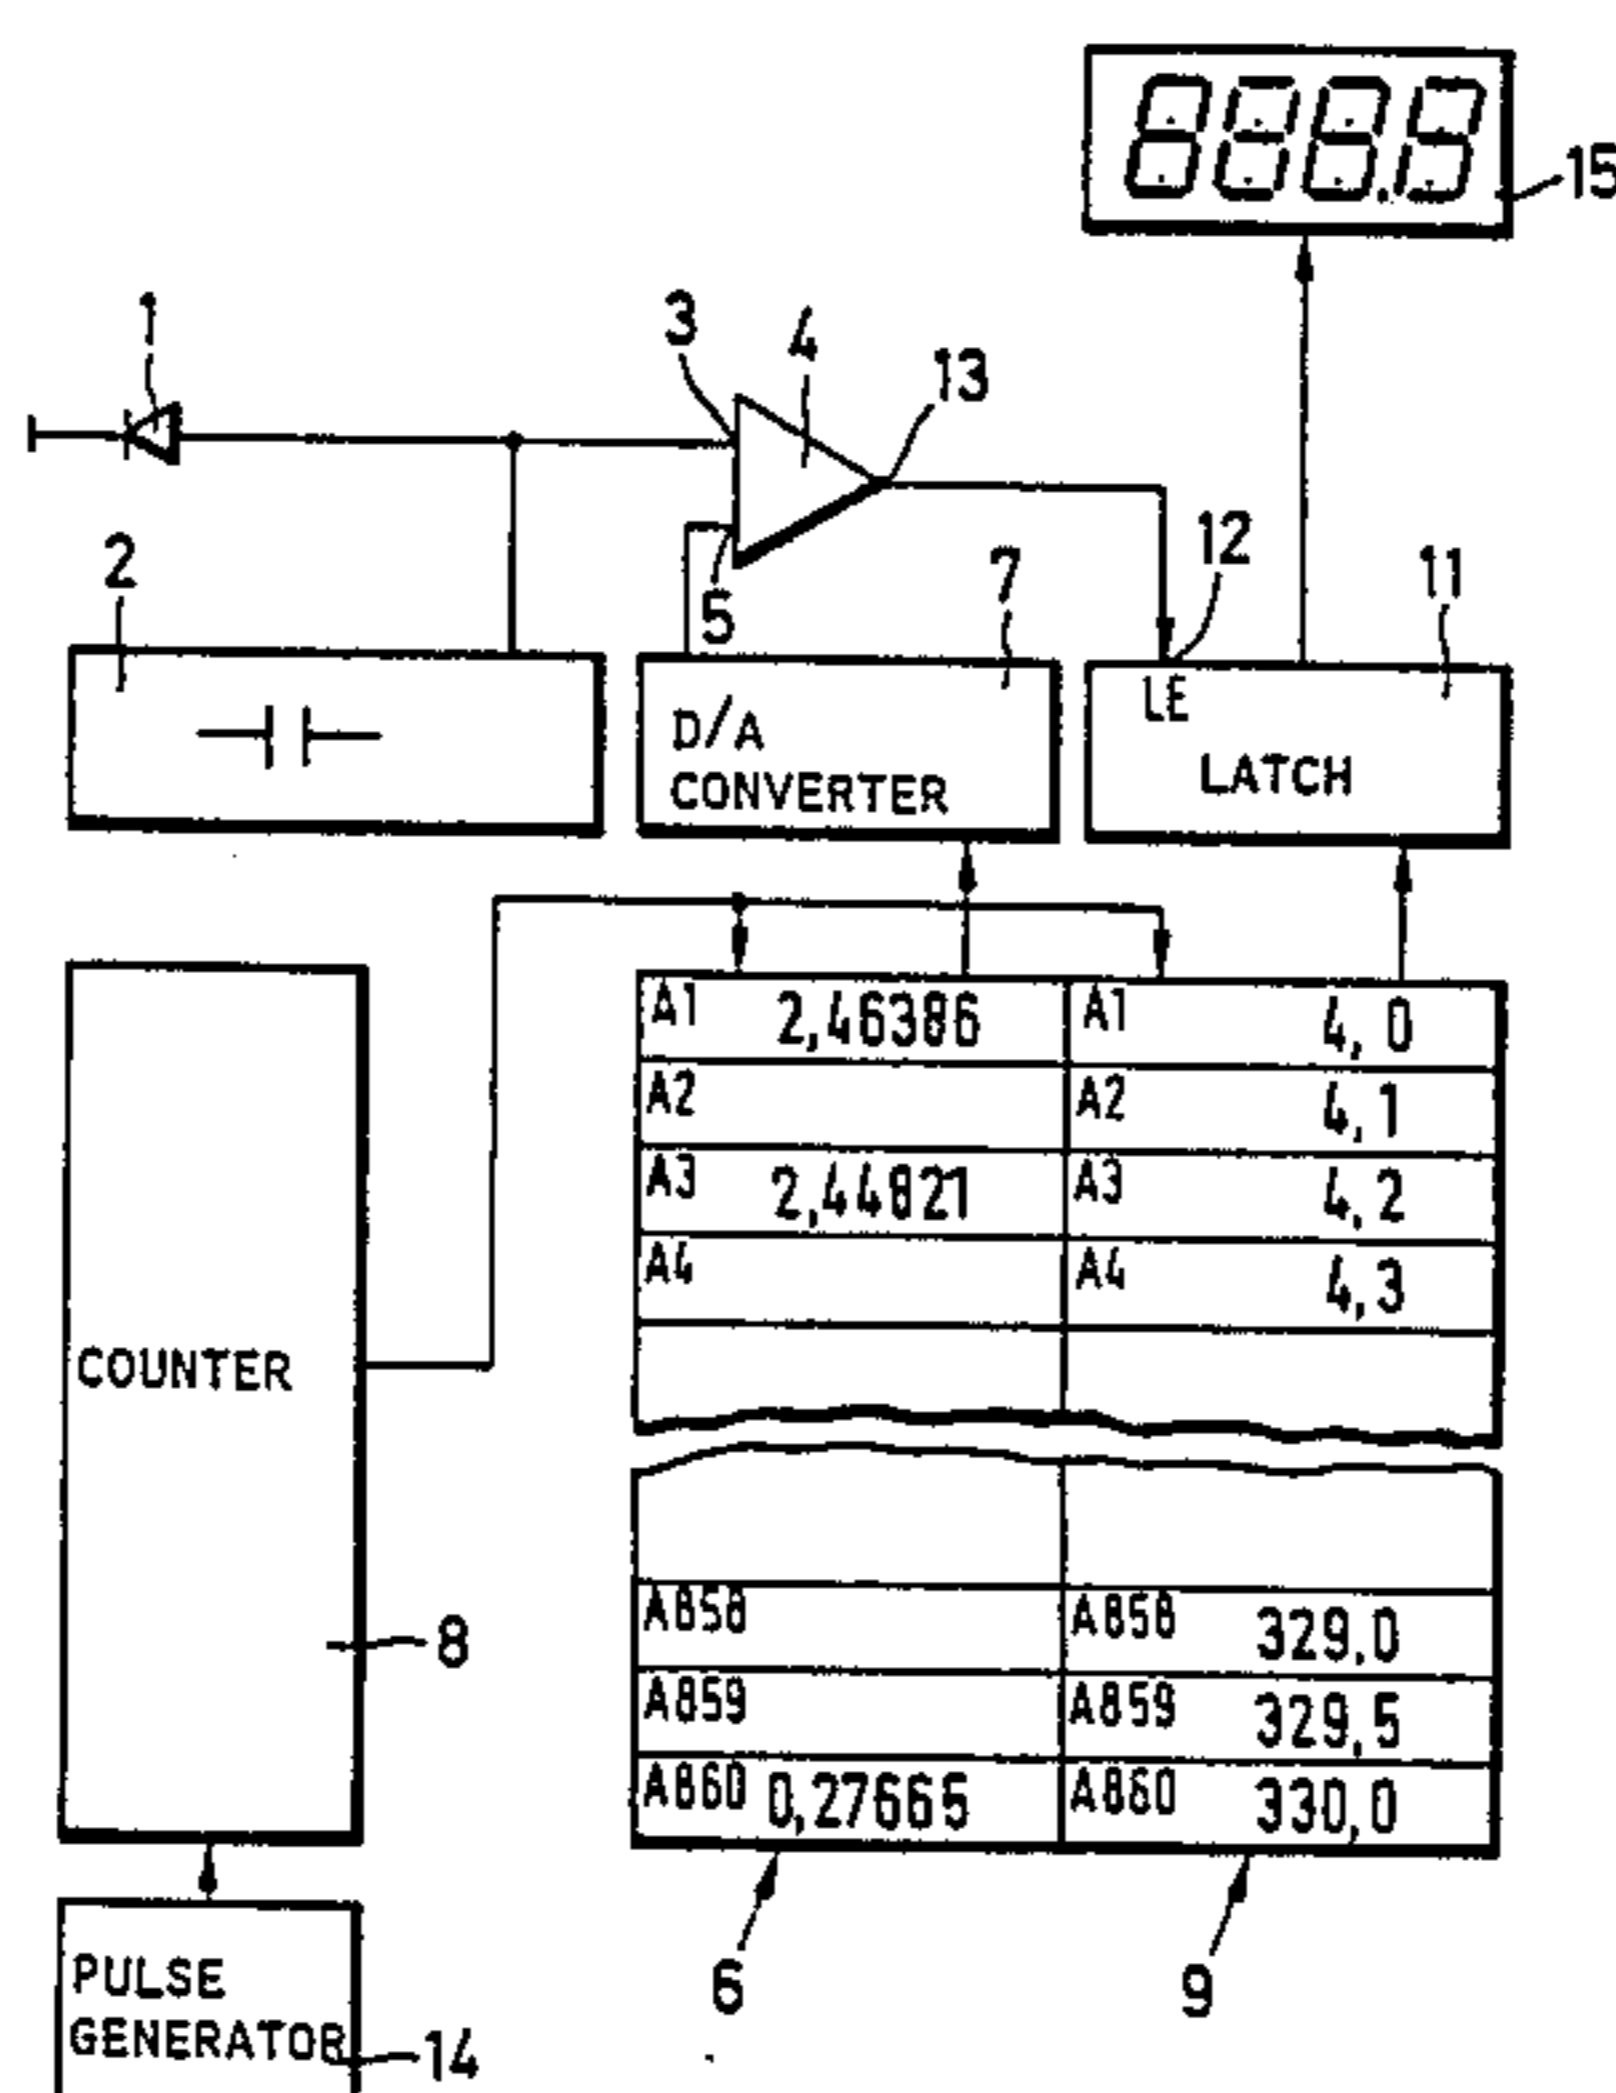 888.8
15
1
3
4
13
2
5
7
12
11
LE
D/A
CONVERTER
LATCH
A1 2,46386 A1 4,0
A2 A2 4,1
A3 2,44821 A3 4,2
A4 A4 4,3
COUNTER
8
A858 A858 329,0
A859 A859 329,5
A860 0,27665 A860 330,0
6
9
PULSE
GENERATOR
14